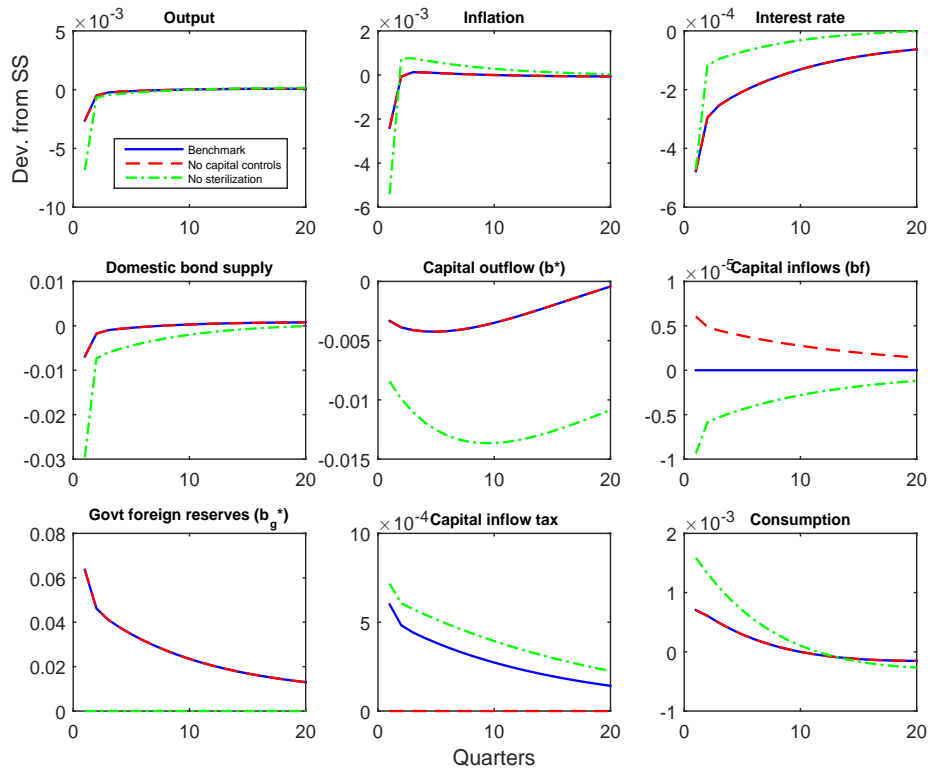 ×10⁻³ Output
5
0
-5
-10
0 10 20
Dev. from SS
Benchmark
No capital controls
No sterilization
×10⁻³ Inflation
2
0
-2
-4
-6
0 10 20
×10⁻⁴ Interest rate
0
-2
-4
-6
0 10 20
Domestic bond supply
0.01
0
-0.01
-0.02
-0.03
0 10 20
Capital outflow (b*)
0
-0.005
-0.01
-0.015
0 10 20
×10⁻⁵ Capital inflows (bf)
1
0.5
0
-0.5
-1
0 10 20
Govt foreign reserves (b_g*)
0.08
0.06
0.04
0.02
0
0 10 20
×10⁻⁴ Capital inflow tax
10
5
0
0 10 20
Quarters
×10⁻³ Consumption
2
1
0
-1
0 10 20